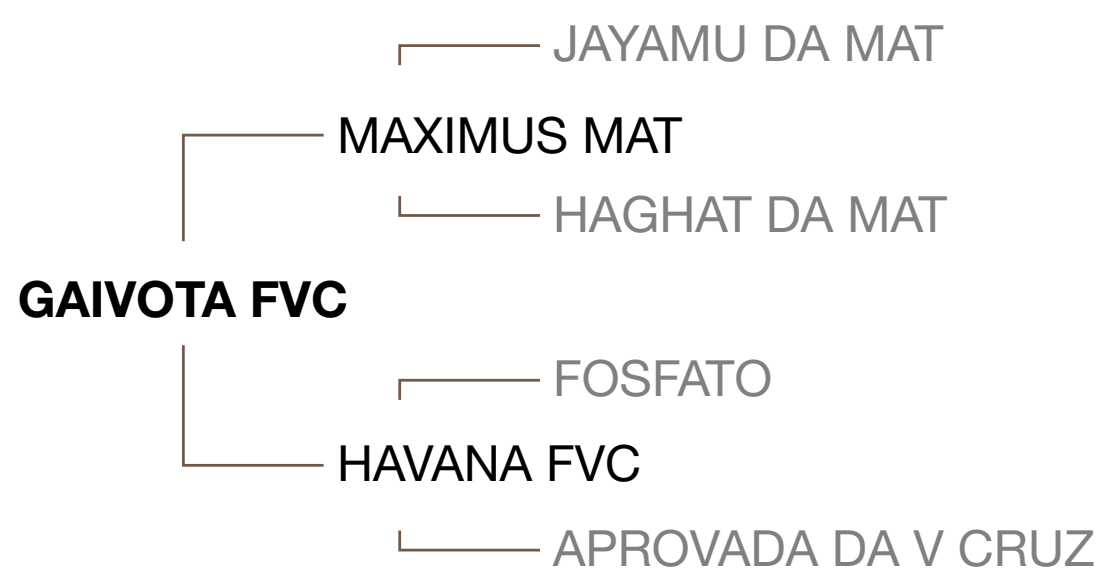 JAYAMU DA MAT
MAXIMUS MAT
HAGHAT DA MAT
GAIVOTA FVC
FOSFATO
HAVANA FVC
APROVADA DA V CRUZ